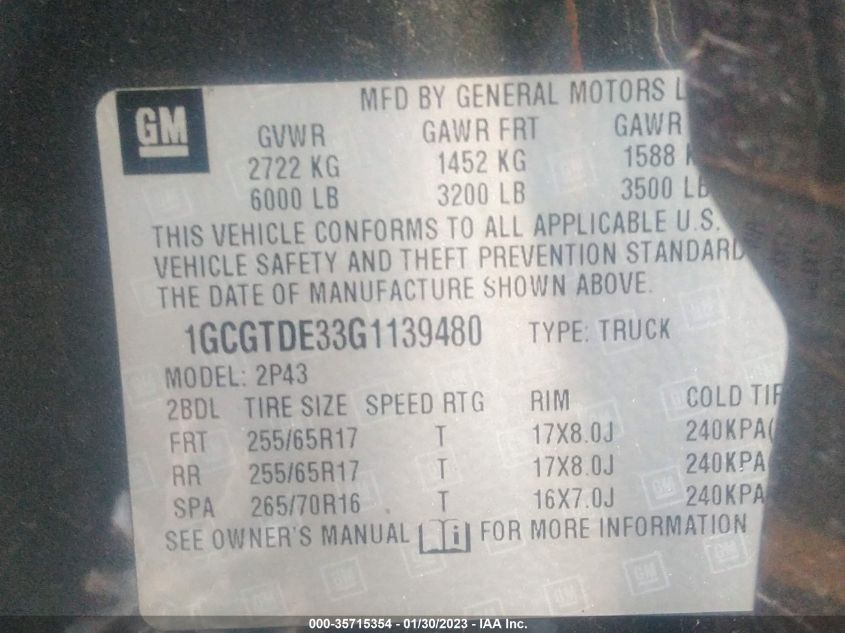 GM
MFD BY GENERAL MOTORS L
GVWR GAWR FRT GAWR
2722 KG 1452 KG 1588 K
6000 LB 3200 LB 3500 LB
THIS VEHICLE CONFORMS TO ALL APPLICABLE U.S.
VEHICLE SAFETY AND THEFT PREVENTION STANDARD
THE DATE OF MANUFACTURE SHOWN ABOVE.
1GCGTDE33G1139480 TYPE: TRUCK
MODEL: 2P43
2BDL TIRE SIZE SPEED RTG RIM COLD TIR
FRT 255/65R17 T 17X8.0J 240KPA(
RR 255/65R17 T 17X8.0J 240KPA
SPA 265/70R16 T 16X7.0J 240KPA
SEE OWNER'S MANUAL i FOR MORE INFORMATION
000-35715354 - 01/30/2023 - IAA Inc.